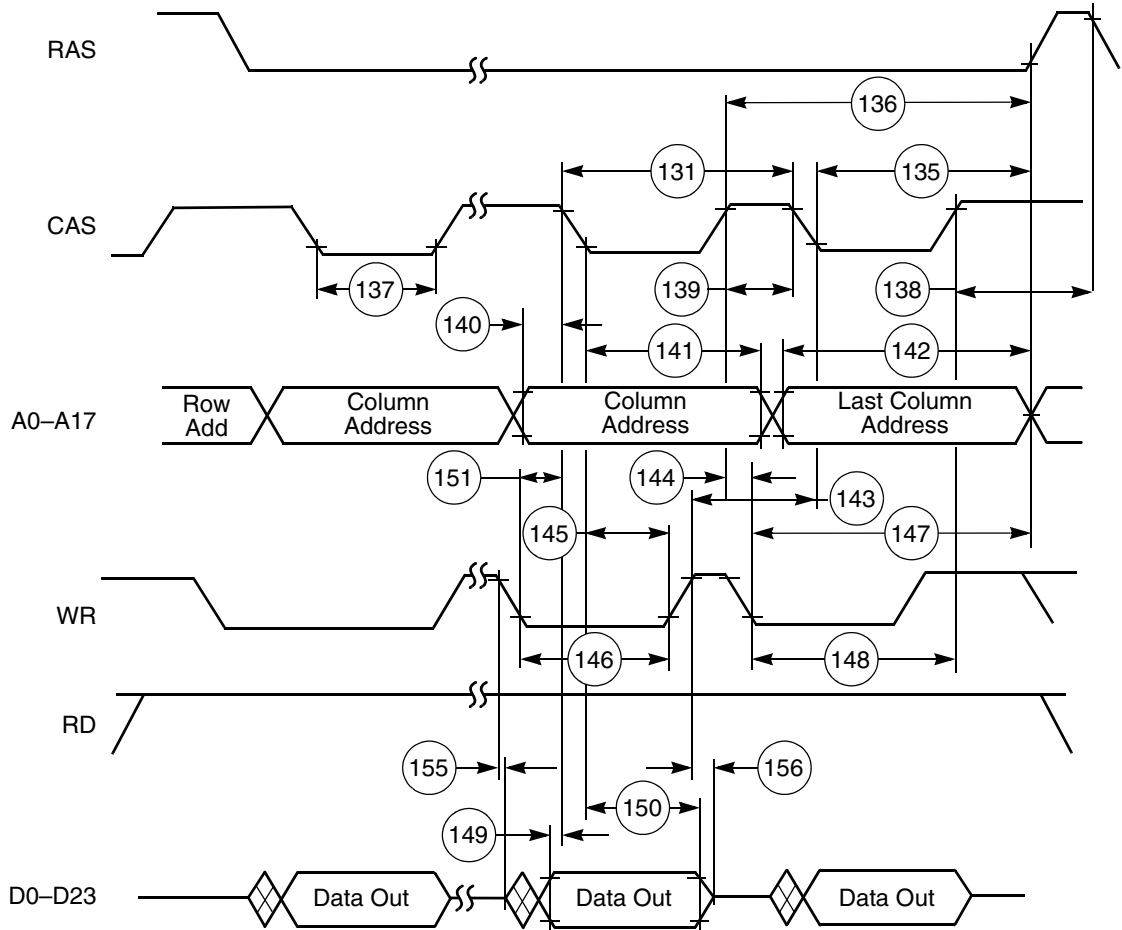 RAS
136
131
135
CAS
137
139
138
140
141
142
A0–A17
Row
Add
Column
Address
Column
Address
Last Column
Address
151
144
143
145
147
WR
146
148
RD
155
156
150
149
D0–D23
Data Out
Data Out
Data Out